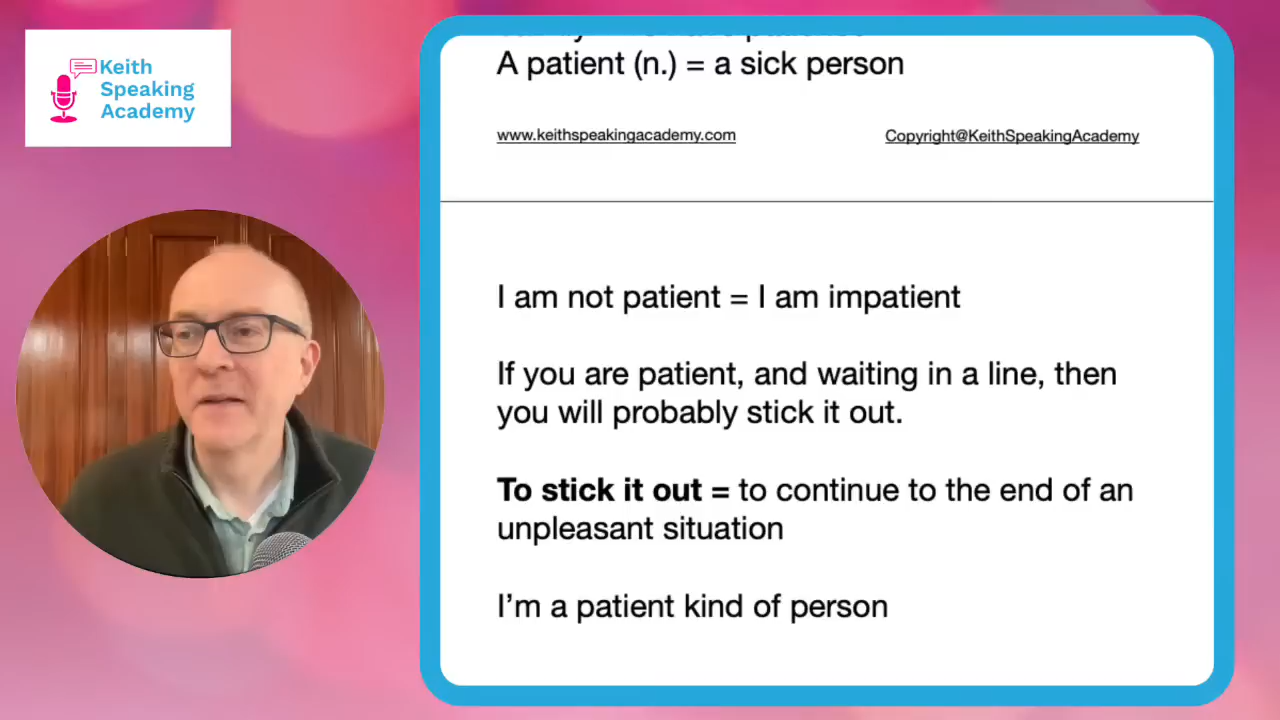 Keith
Speaking
Academy
A patient (n.) = a sick person
www.keithspeakingacademy.com
Copyright@KeithSpeakingAcademy
I am not patient = I am impatient
If you are patient, and waiting in a line, then
you will probably stick it out.
To stick it out = to continue to the end of an
unpleasant situation
I'm a patient kind of person